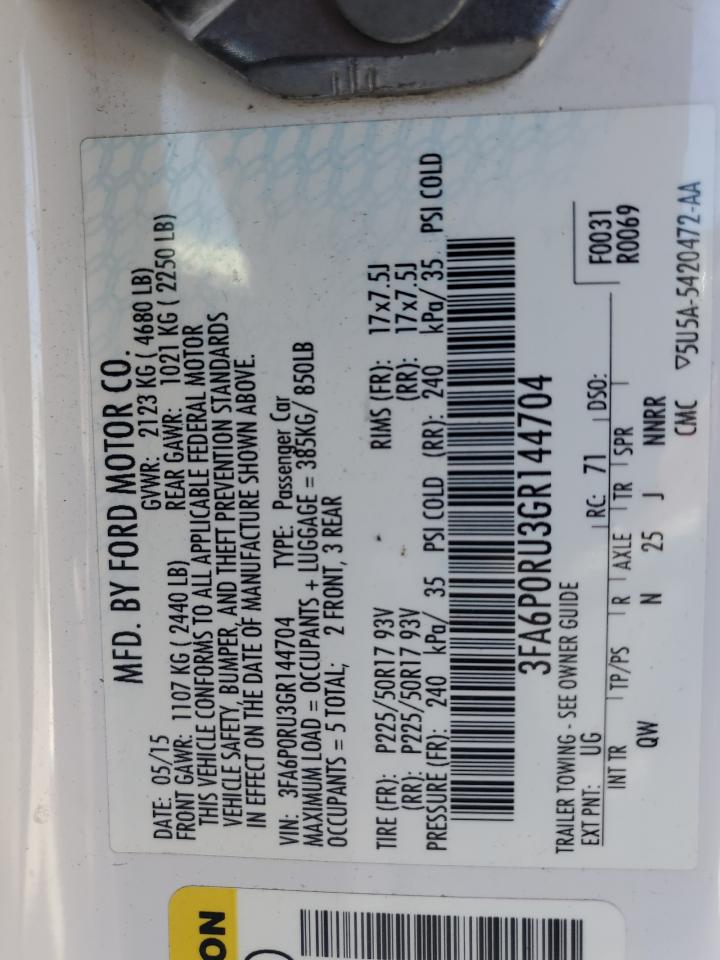 MFD. BY FORD MOTOR CO.
DATE: 05/15 GVWR: 2123 KG ( 4680 LB)
FRONT GAWR: 1107 KG ( 2440 LB) REAR GAWR: 1021 KG ( 2250 LB)
THIS VEHICLE CONFORMS TO ALL APPLICABLE FEDERAL MOTOR
VEHICLE SAFETY, BUMPER, AND THEFT PREVENTION STANDARDS
IN EFFECT ON THE DATE OF MANUFACTURE SHOWN ABOVE.
VIN: 3FA6P0RU3GR144704 TYPE: Passenger Car
MAXIMUM LOAD = OCCUPANTS + LUGGAGE = 385KG/ 850LB
OCCUPANTS = 5 TOTAL; 2 FRONT, 3 REAR
TIRE (FR): P225/50R17 93V RIMS (FR): 17x7.5J
(RR): P225/50R17 93V (RR): 17x7.5J
PRESSURE (FR): 240 kPa/ 35 PSI COLD (RR): 240 kPa/ 35 PSI COLD
3FA6P0RU3GR144704
TRAILER TOWING - SEE OWNER GUIDE F0031
EXT PNT: UG RC: 71 DSO: R0069
INT TR TP/PS R AXLE TR SPR
QW N 25 J NNRR
CMC ▽5U5A-5420472-AA
ON